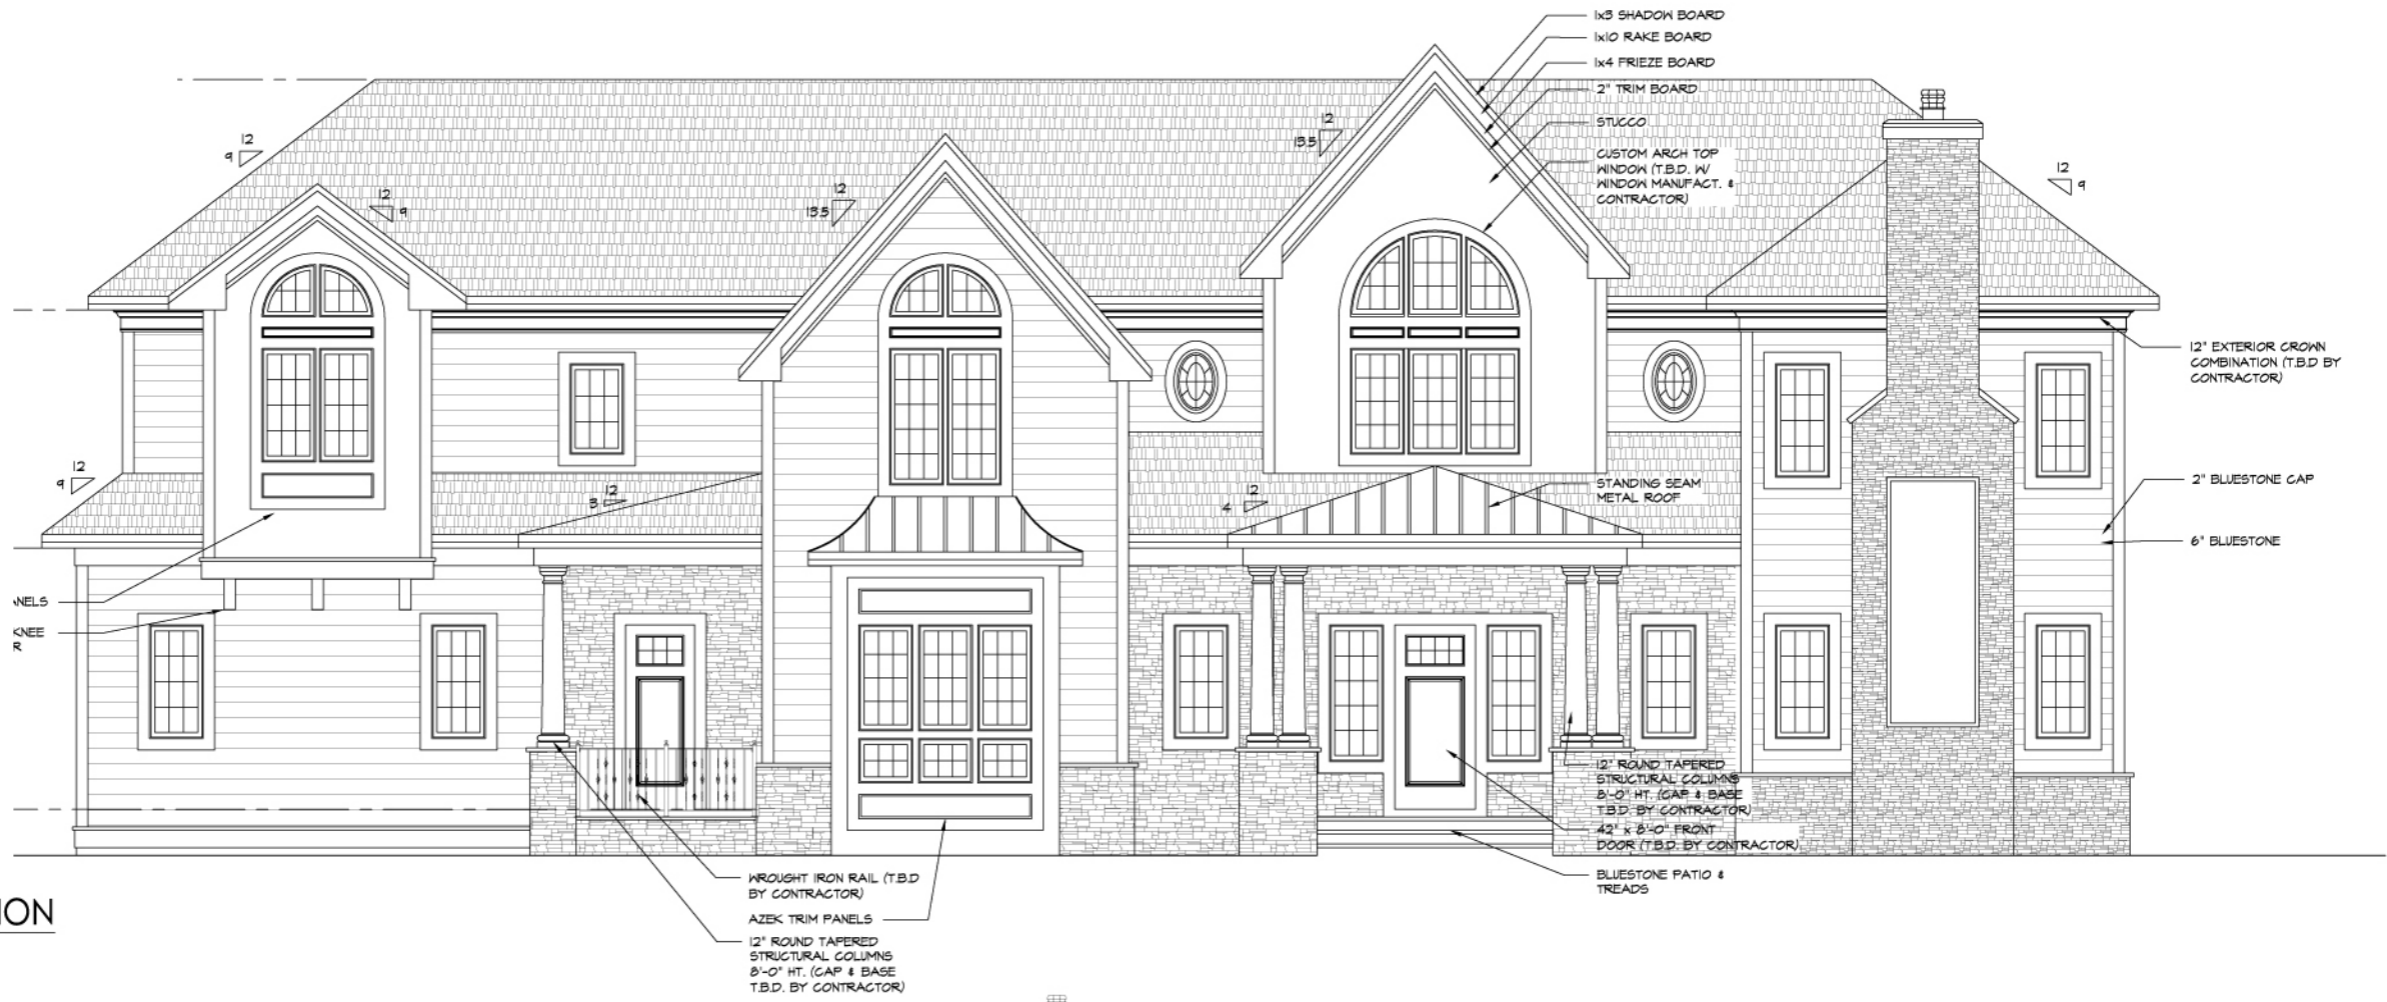 1x3 SHADOW BOARD
1x10 RAKE BOARD
1x4 FRIEZE BOARD
2" TRIM BOARD
STUCCO
CUSTOM ARCH TOP
WINDOW (T.B.D. W/
WINDOW MANUFACT. &
CONTRACTOR)
12
9
12
9
12
13.5
12
13.5
12
9
12" EXTERIOR CROWN
COMBINATION (T.B.D BY
CONTRACTOR)
12
9
12
3
12
4
STANDING SEAM
METAL ROOF
2" BLUESTONE CAP
6" BLUESTONE
NELS
KNEE
R
12" ROUND TAPERED
STRUCTURAL COLUMNS
8'-0" HT. (CAP & BASE
T.B.D. BY CONTRACTOR)
42" x 8'-0" FRONT
DOOR (T.B.D. BY CONTRACTOR)
BLUESTONE PATIO &
TREADS
WROUGHT IRON RAIL (T.B.D
BY CONTRACTOR)
AZEK TRIM PANELS
12" ROUND TAPERED
STRUCTURAL COLUMNS
8'-0" HT. (CAP & BASE
T.B.D. BY CONTRACTOR)
ION